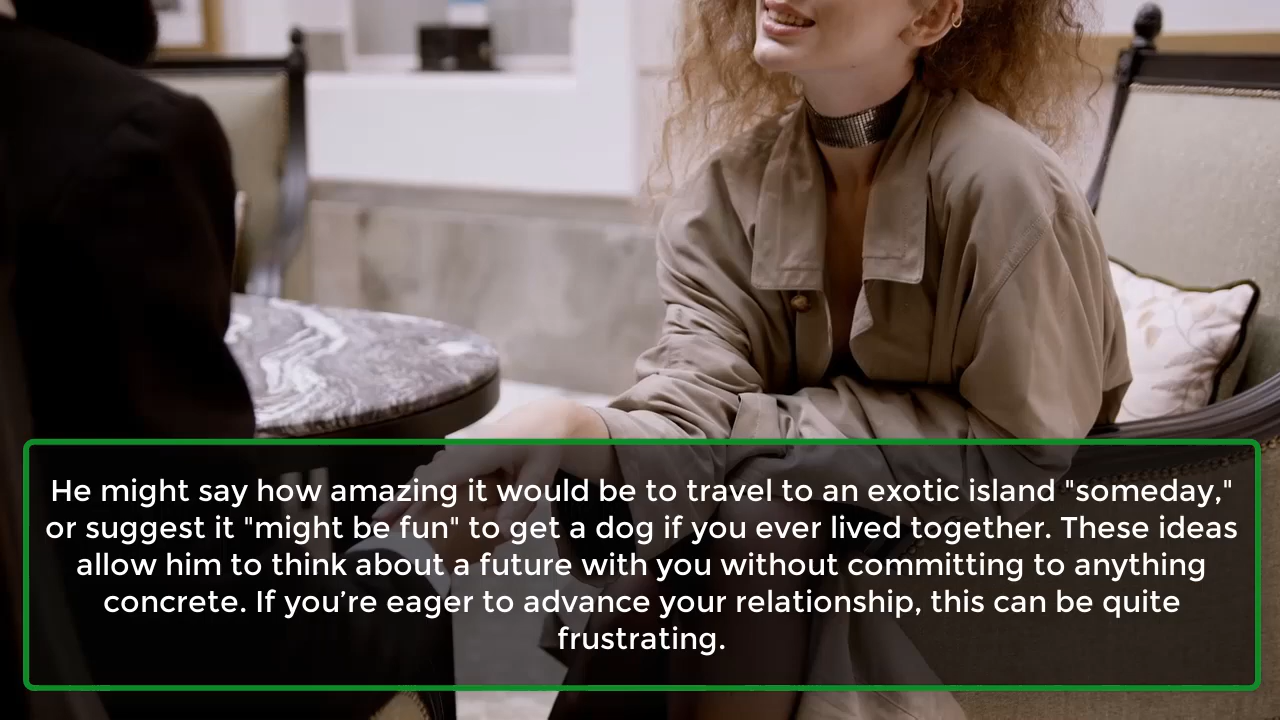 He might say how amazing it would be to travel to an exotic island "someday,"
or suggest it "might be fun" to get a dog if you ever lived together. These ideas
allow him to think about a future with you without committing to anything
concrete. If you’re eager to advance your relationship, this can be quite
frustrating.